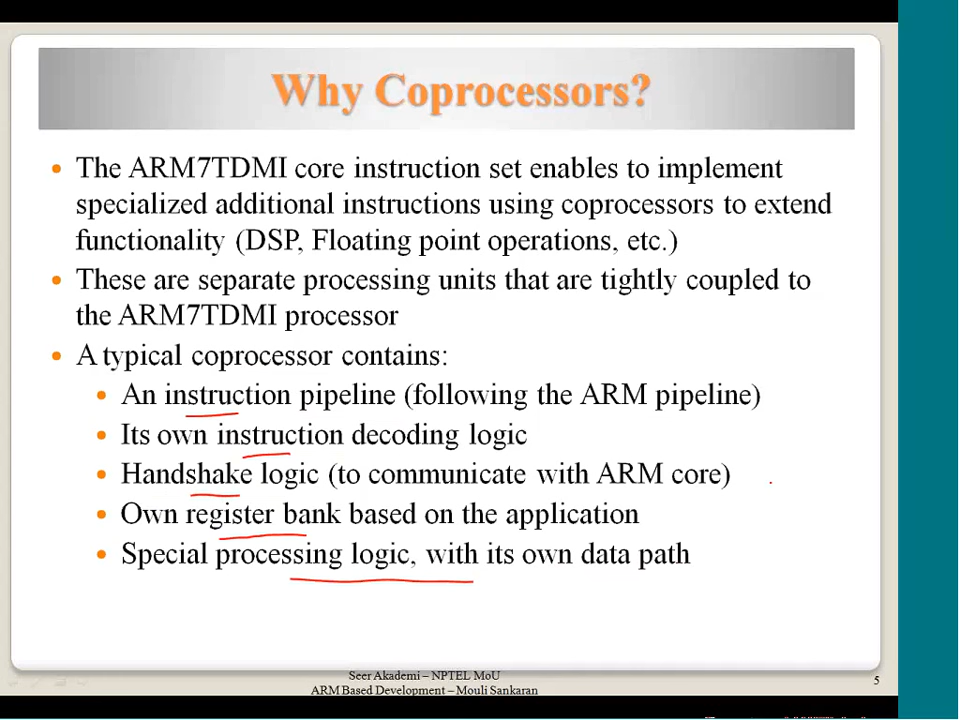 Why Coprocessors?
• The ARM7TDMI core instruction set enables to implement
specialized additional instructions using coprocessors to extend
functionality (DSP, Floating point operations, etc.)
• These are separate processing units that are tightly coupled to
the ARM7TDMI processor
• A typical coprocessor contains:
• An instruction pipeline (following the ARM pipeline)
• Its own instruction decoding logic
• Handshake logic (to communicate with ARM core)
• Own register bank based on the application
• Special processing logic, with its own data path
Seer Akademi – NPTEL MoU
ARM Based Development – Mouli Sankaran
5